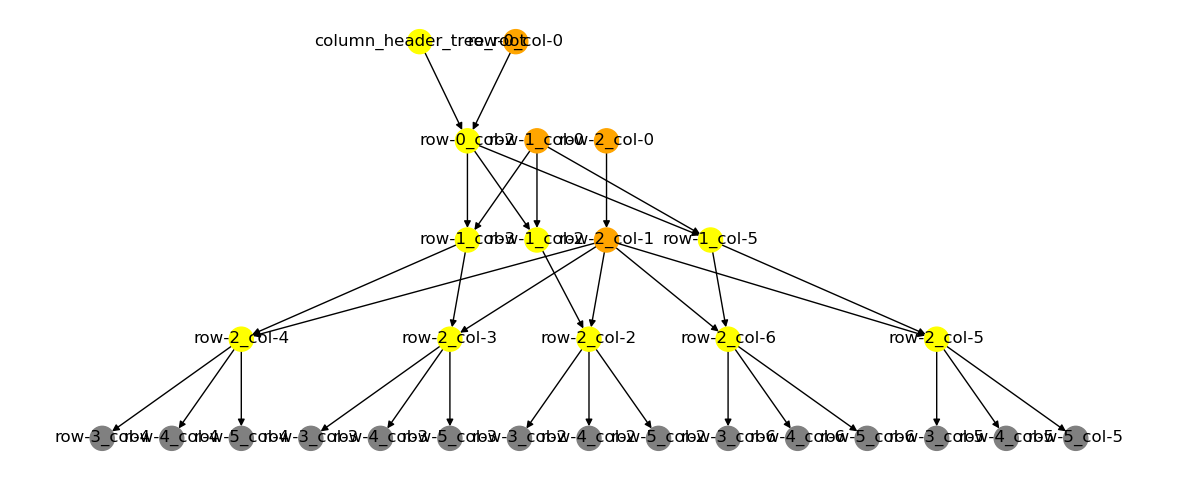 column_header_tree_root row-0_col-0
row-0_col-2 row-1_col-0 row-2_col-0
row-1_col-3 row-1_col-2 row-2_col-1 row-1_col-5
row-2_col-4 row-2_col-3 row-2_col-2 row-2_col-6 row-2_col-5
row-3_col-4 row-4_col-4 row-5_col-4 row-3_col-3 row-4_col-3 row-5_col-3 row-3_col-2 row-4_col-2 row-5_col-2 row-3_col-6 row-4_col-6 row-5_col-6 row-3_col-5 row-4_col-5 row-5_col-5